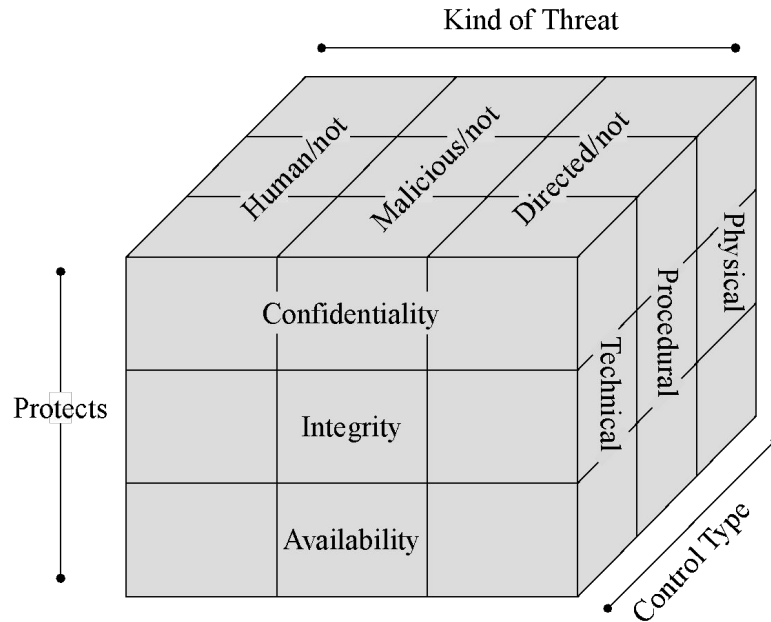 Kind of Threat
Human/not
Malicious/not
Directed/not
Physical
Procedural
Technical
Confidentiality
Protects
Integrity
Availability
Control Type